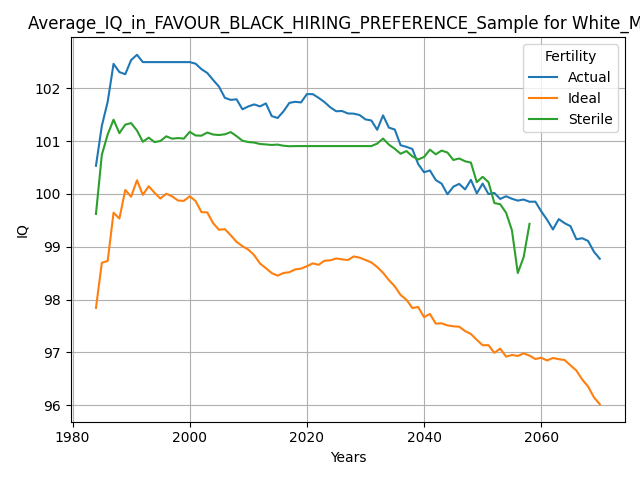 Average_IQ_in_FAVOUR_BLACK_HIRING_PREFERENCE_Sample for White_M
Fertility
Actual
Ideal
Sterile
102
101
100
99
98
97
96
IQ
1980 2000 2020 2040 2060
Years